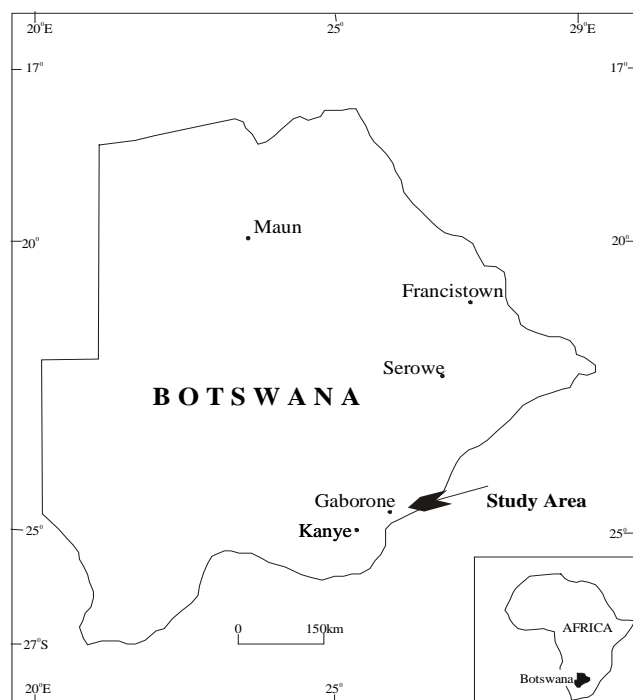 20°E
25°
29°E
17°
17°
Maun
20°
20°
Francistown
Serowe
BOTSWANA
Gaborone
Study Area
Kanye
25°
25°
0
150km
AFRICA
27°S
Botswana
20°E
25°